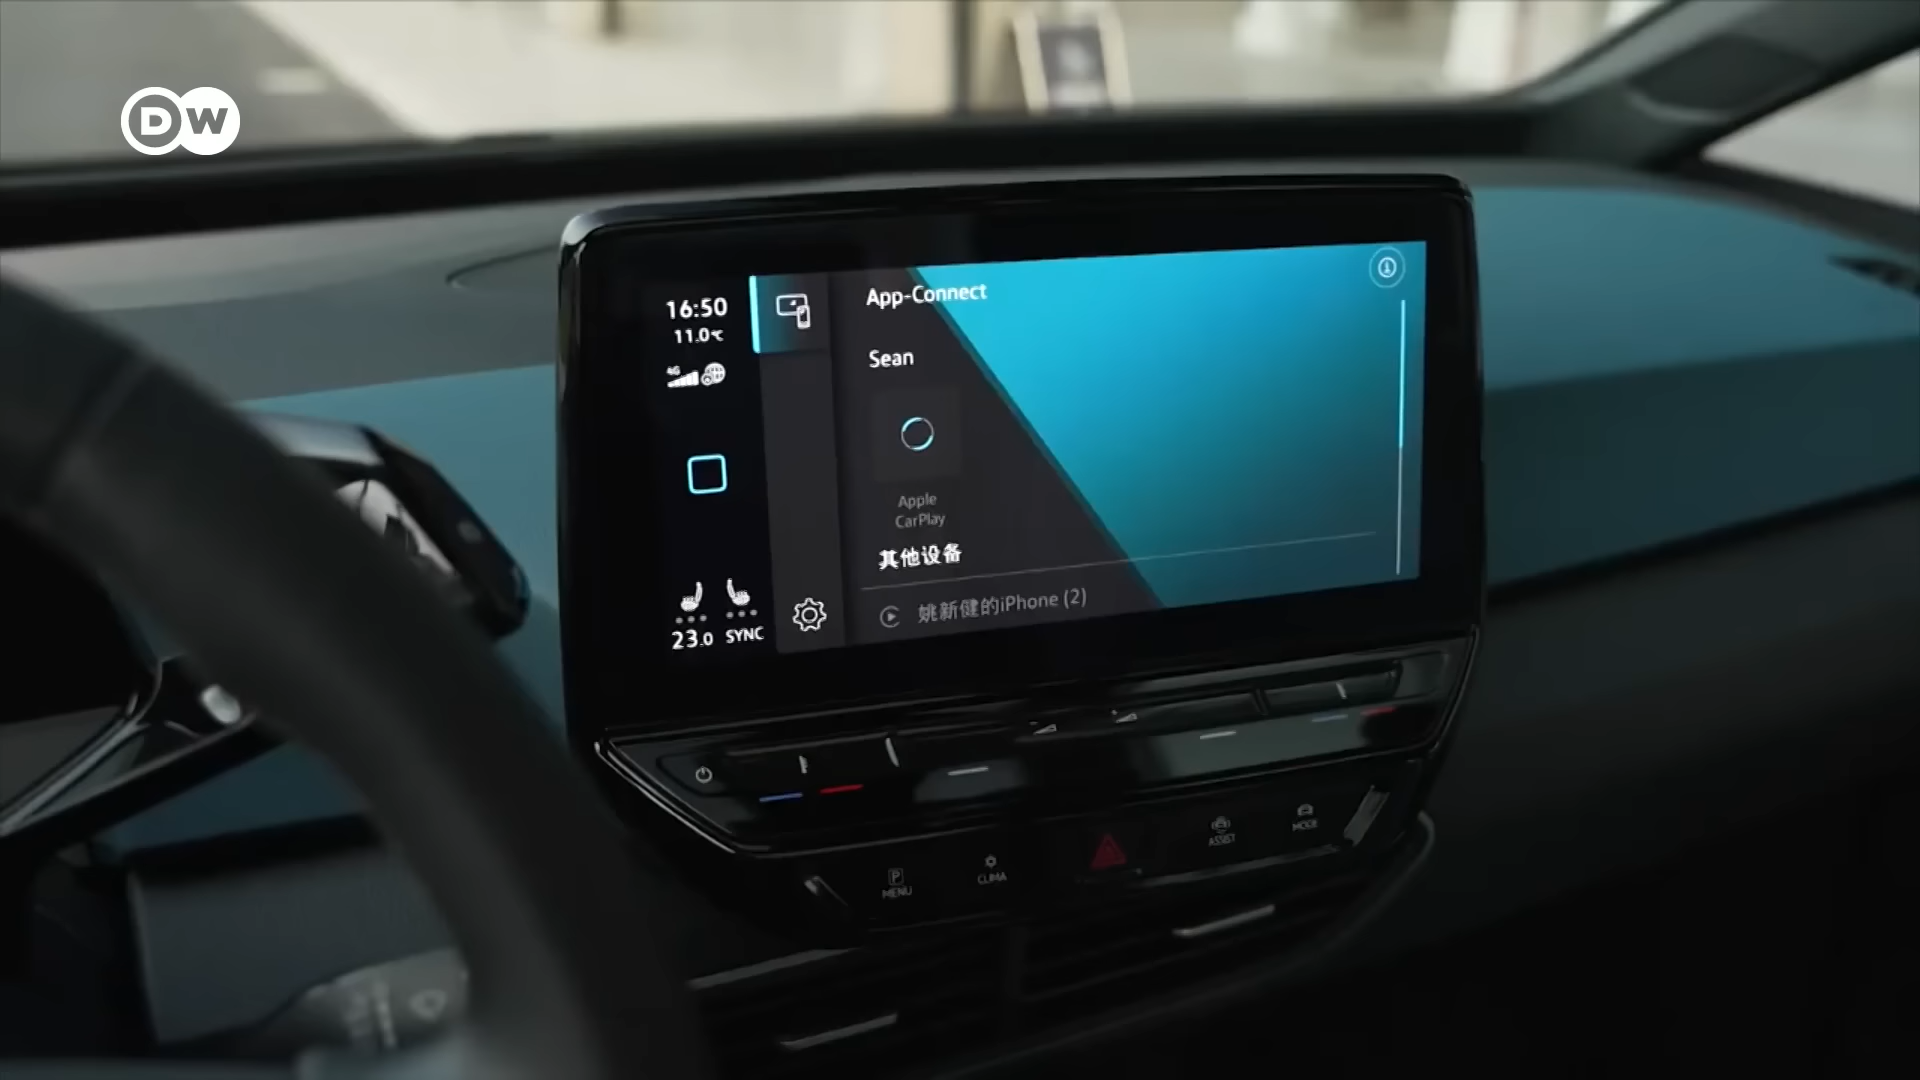 DW
16:50
11.0℃
4G
App-Connect
Sean
Apple
CarPlay
其他设备
姚新健的iPhone (2)
23.0 SYNC
P
MENU
CLIMA
ASSIST
MODE